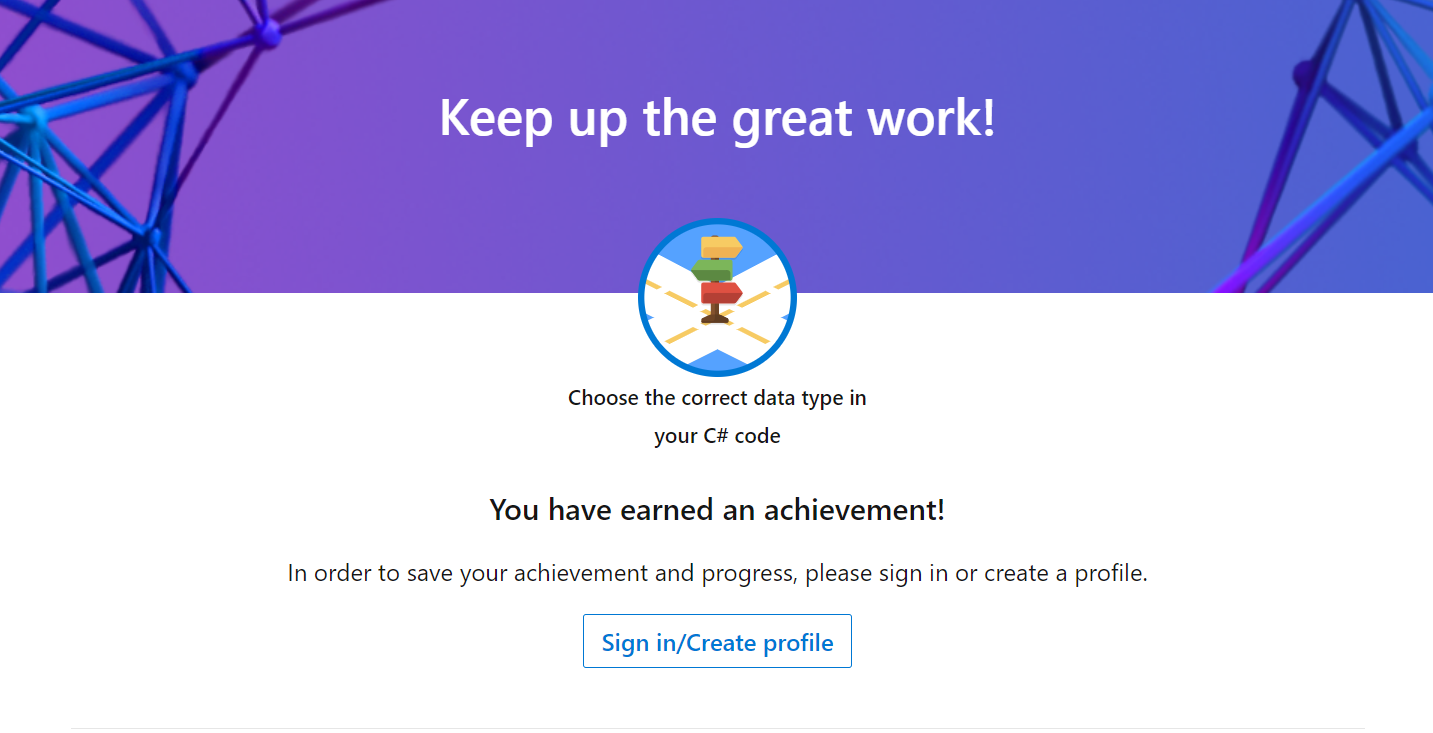 Keep up the great work!
Choose the correct data type in
your C# code
You have earned an achievement!
In order to save your achievement and progress, please sign in or create a profile.
Sign in/Create profile